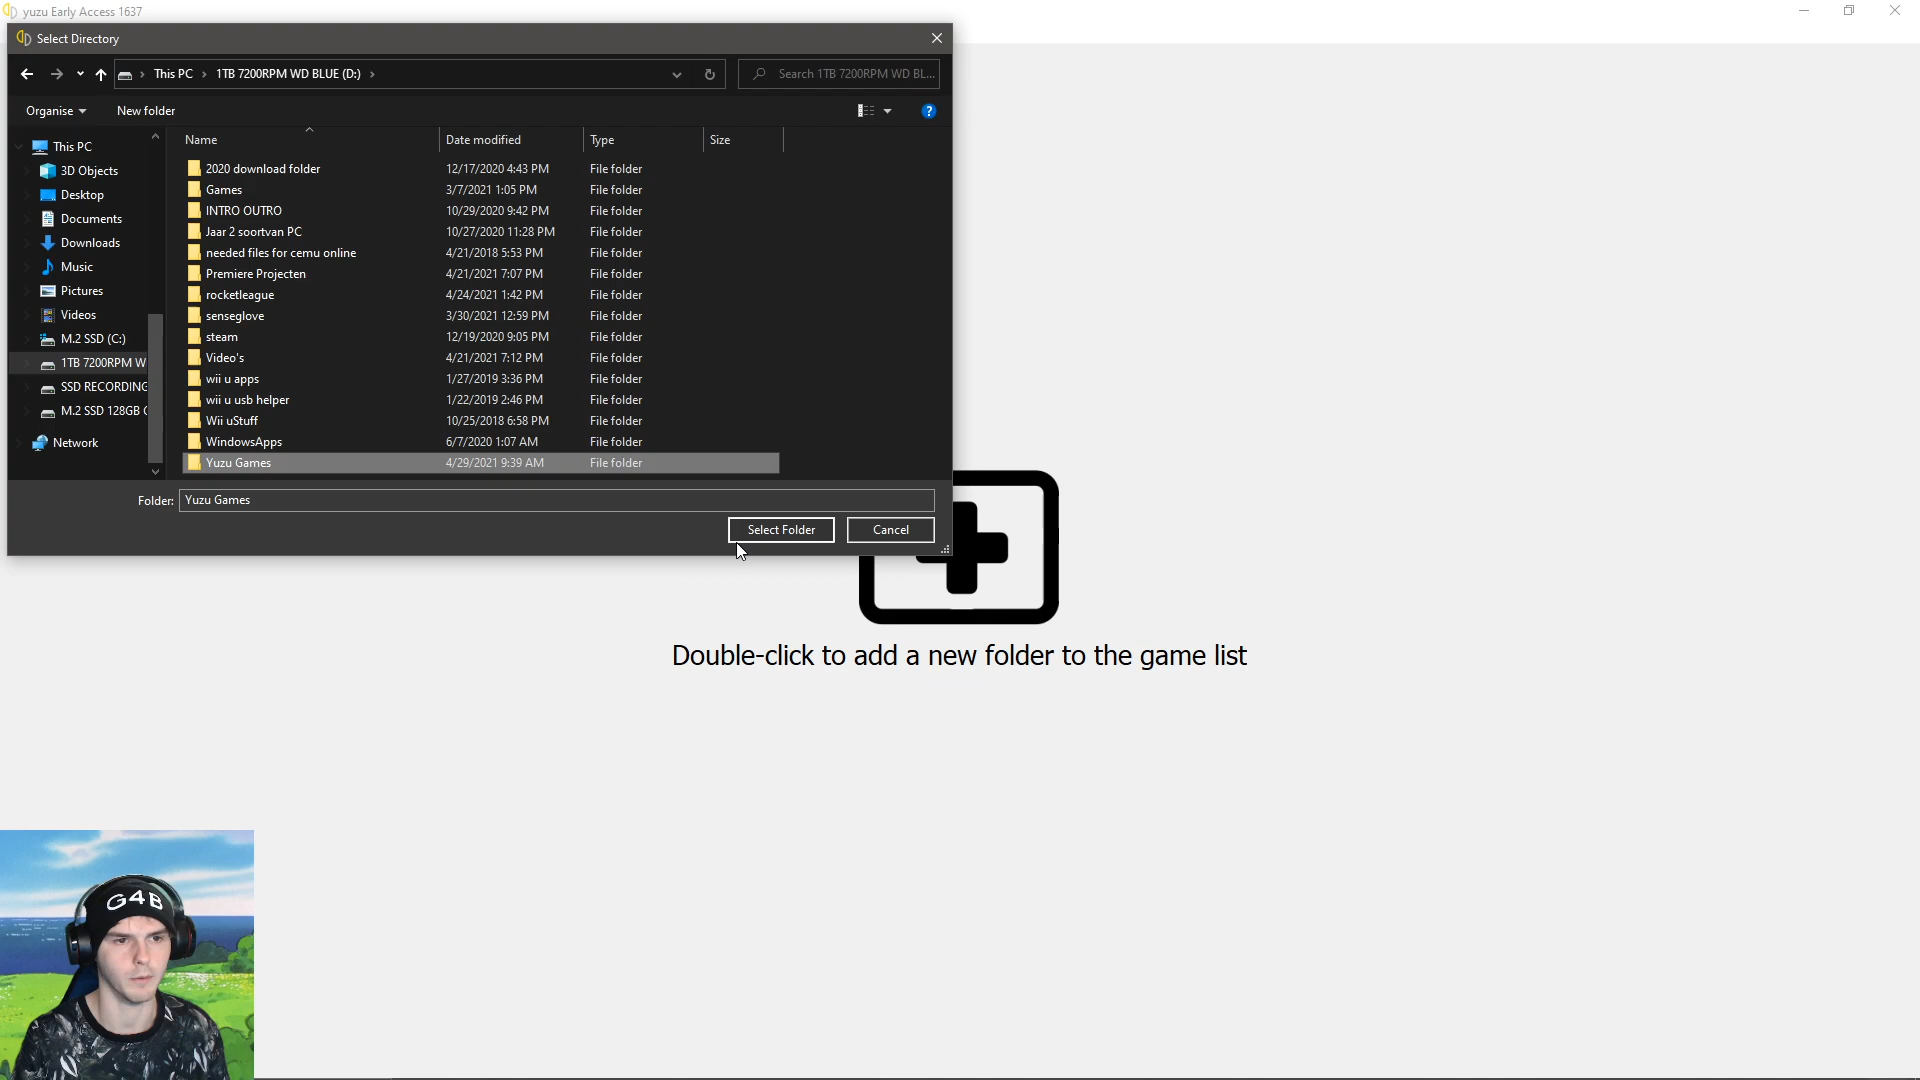 yuzu Early Access 1637
Select Directory
This PC
1TB 7200RPM WD BLUE (D:)
Search 1TB 7200RPM WD BL...
Organise
New folder
Name
Date modified
Type
Size
This PC
3D Objects
Desktop
Documents
Downloads
Music
Pictures
Videos
M.2 SSD (C:)
1TB 7200RPM W
SSD RECORDING
M.2 SSD 128GB (
Network
2020 download folder 12/17/2020 4:43 PM File folder
Games 3/7/2021 1:05 PM File folder
INTRO OUTRO 10/29/2020 9:42 PM File folder
Jaar 2 soortvan PC 10/27/2020 11:28 PM File folder
needed files for cemu online 4/21/2018 5:53 PM File folder
Premiere Projecten 4/21/2021 7:07 PM File folder
rocketleague 4/24/2021 1:42 PM File folder
senseglove 3/30/2021 12:59 PM File folder
steam 12/19/2020 9:05 PM File folder
Video's 4/21/2021 7:12 PM File folder
wii u apps 1/27/2019 3:36 PM File folder
wii u usb helper 1/22/2019 2:46 PM File folder
Wii uStuff 10/25/2018 6:58 PM File folder
WindowsApps 6/7/2020 1:07 AM File folder
Yuzu Games 4/29/2021 9:39 AM File folder
Folder: Yuzu Games
Select Folder
Cancel
Double-click to add a new folder to the game list
G4B